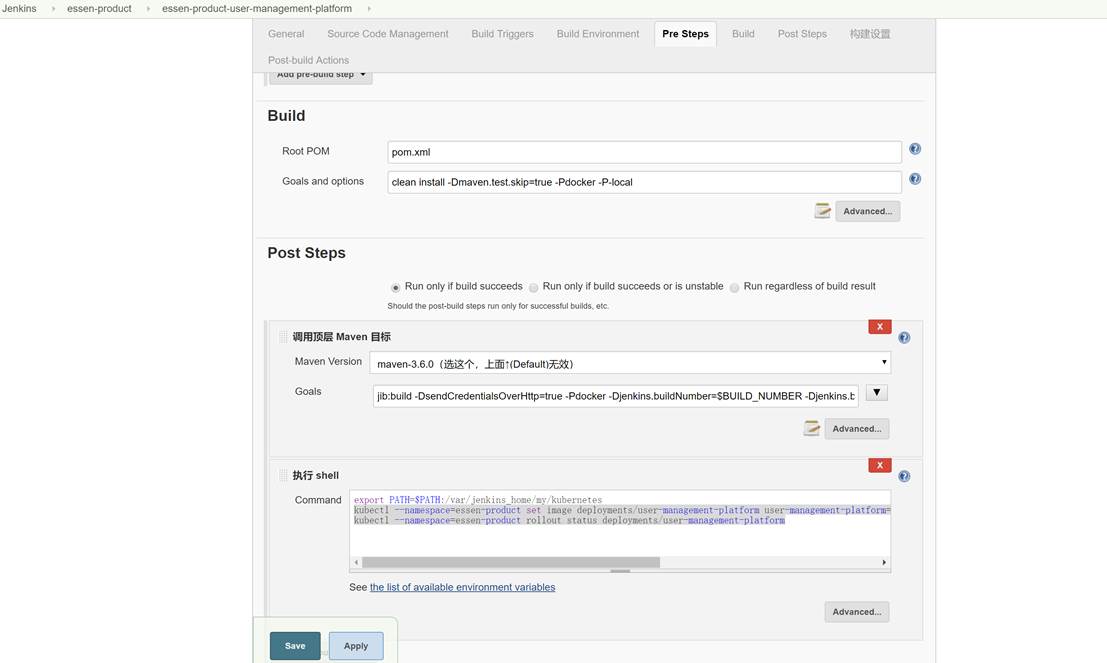 Jenkins essen-product essen-product-user-management-platform
General Source Code Management Build Triggers Build Environment Pre Steps Build Post Steps 构建设置
Post-build Actions
Add pre-build step
Build
Root POM pom.xml
Goals and options clean install -Dmaven.test.skip=true -Pdocker -P-local
Advanced...
Post Steps
Run only if build succeeds Run only if build succeeds or is unstable Run regardless of build result
Should the post-build steps run only for successful builds, etc.
X
调用顶层 Maven 目标
Maven Version maven-3.6.0（选这个，上面↑(Default)无效）
Goals jib:build -DsendCredentialsOverHttp=true -Pdocker -Djenkins.buildNumber=$BUILD_NUMBER -Djenkins.b
Advanced...
X
执行 shell
Command export PATH=$PATH:/var/jenkins_home/my/kubernetes
kubectl --namespace=essen-product set image deployments/user-management-platform user-management-platform=
kubectl --namespace=essen-product rollout status deployments/user-management-platform
See the list of available environment variables
Advanced...
Save Apply